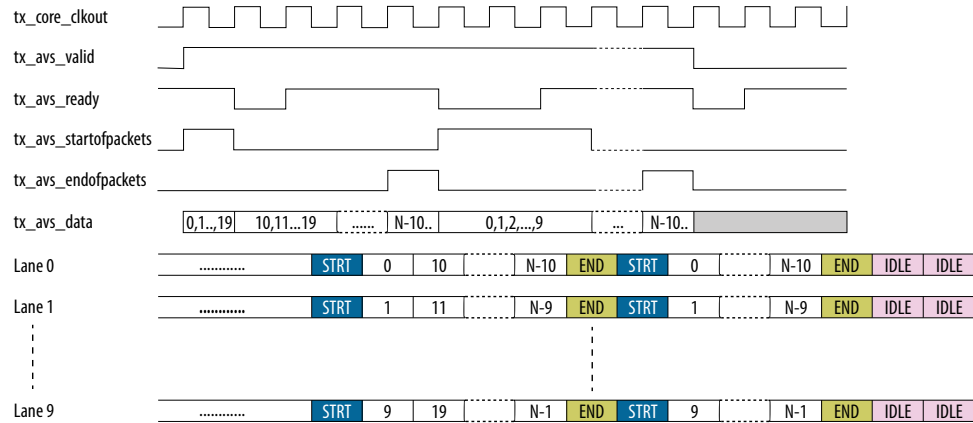 tx_core_clkout
tx_avs_valid
tx_avs_ready
tx_avs_startofpackets
tx_avs_endofpackets
tx_avs_data 0,1..,19 10,11...19 ...... N-10.. 0,1,2,...,9 ... N-10..
Lane 0 ............ STRT 0 10 N-10 END STRT 0 N-10 END IDLE IDLE
Lane 1 ............ STRT 1 11 N-9 END STRT 1 N-9 END IDLE IDLE
Lane 9 ............ STRT 9 19 N-1 END STRT 9 N-1 END IDLE IDLE